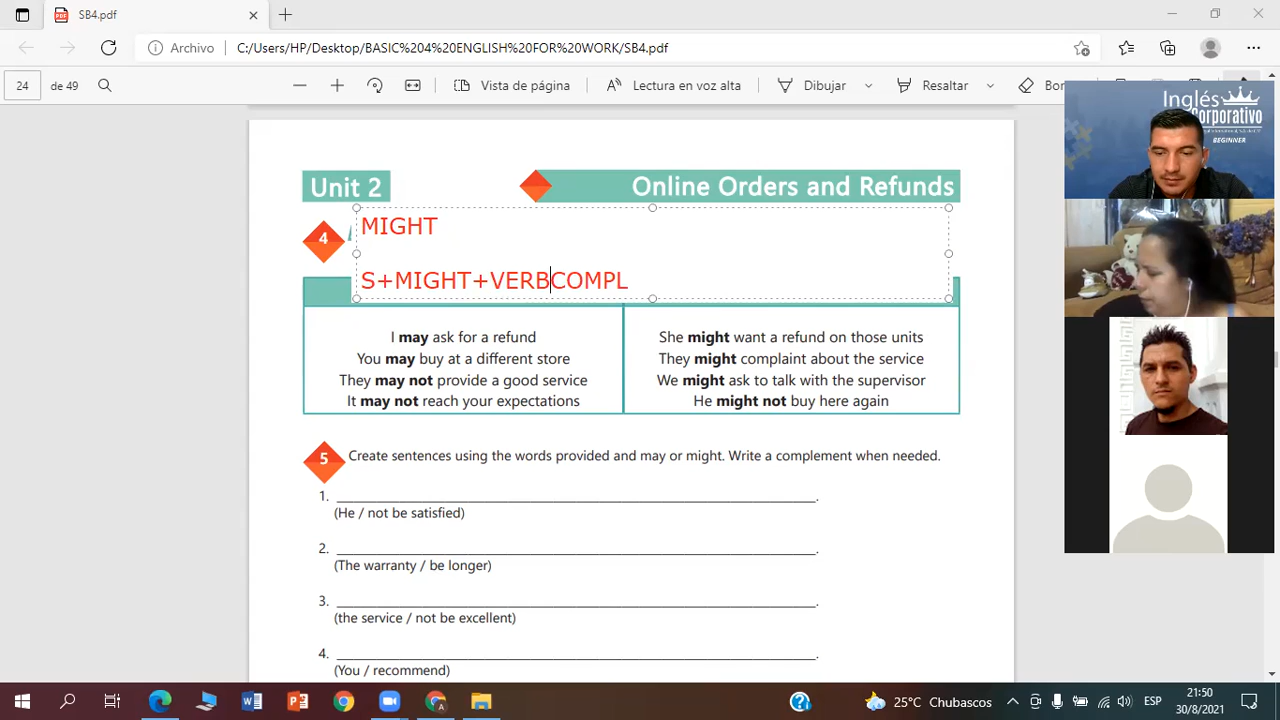 SB4.pdf
Archivo
C:/Users/HP/Desktop/BASIC%204%20ENGLISH%20FOR%20WORK/SB4.pdf
24
de 49
Vista de página
Lectura en voz alta
Dibujar
Resaltar
Bor
Inglés
Corporativo
BEGINNER
Unit 2
Online Orders and Refunds
4
MIGHT
S+MIGHT+VERBCOMPL
I may ask for a refund
You may buy at a different store
They may not provide a good service
It may not reach your expectations
She might want a refund on those units
They might complaint about the service
We might ask to talk with the supervisor
He might not buy here again
5
Create sentences using the words provided and may or might. Write a complement when needed.
1. ___.
(He / not be satisfied)
2. ___.
(The warranty / be longer)
3. ___.
(the service / not be excellent)
4. ___.
(You / recommend)
25°C Chubascos
ESP
21:50
30/8/2021